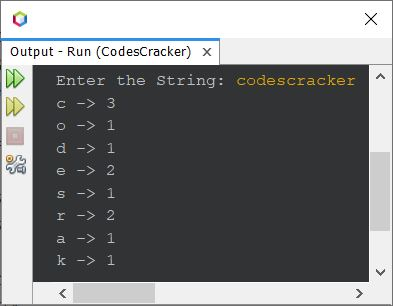 Output - Run (CodesCracker) ×
Enter the String: codescracker
c -> 3
o -> 1
d -> 1
e -> 2
s -> 1
r -> 2
a -> 1
k -> 1